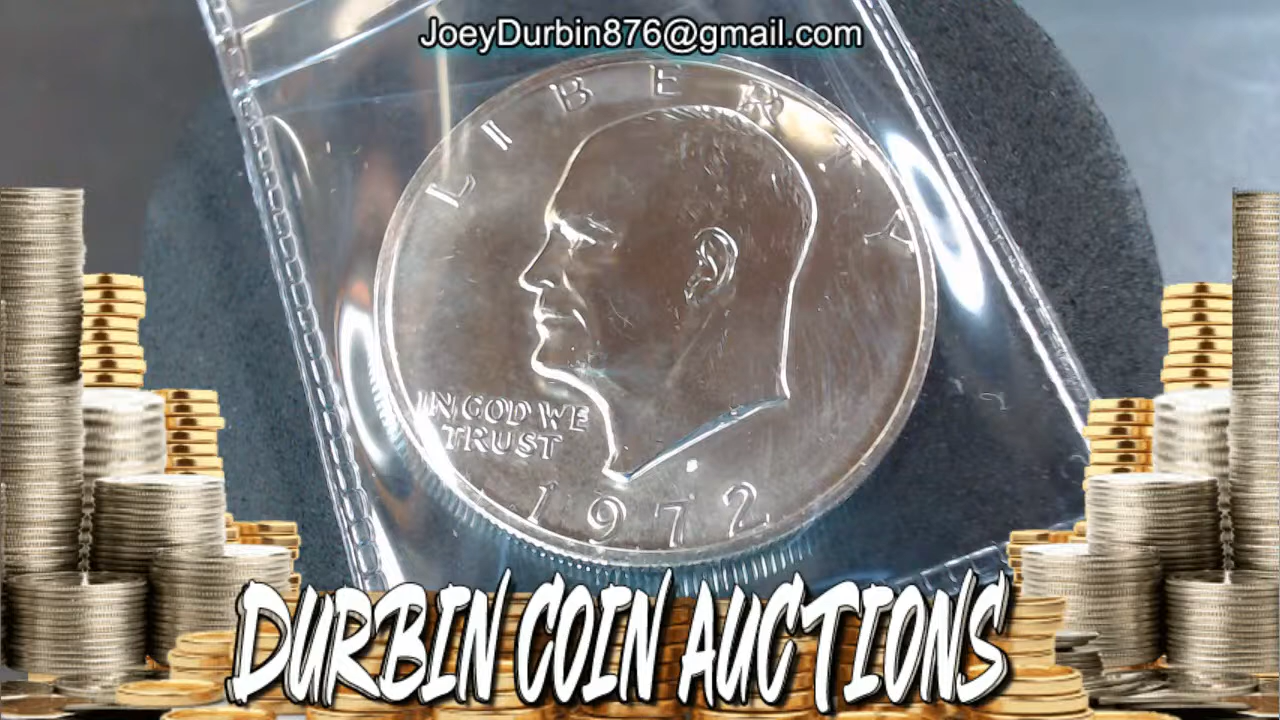 JoeyDurbin876@gmail.com
LIBERTY
IN GOD WE
TRUST
1972
DURBIN COIN AUCTIONS